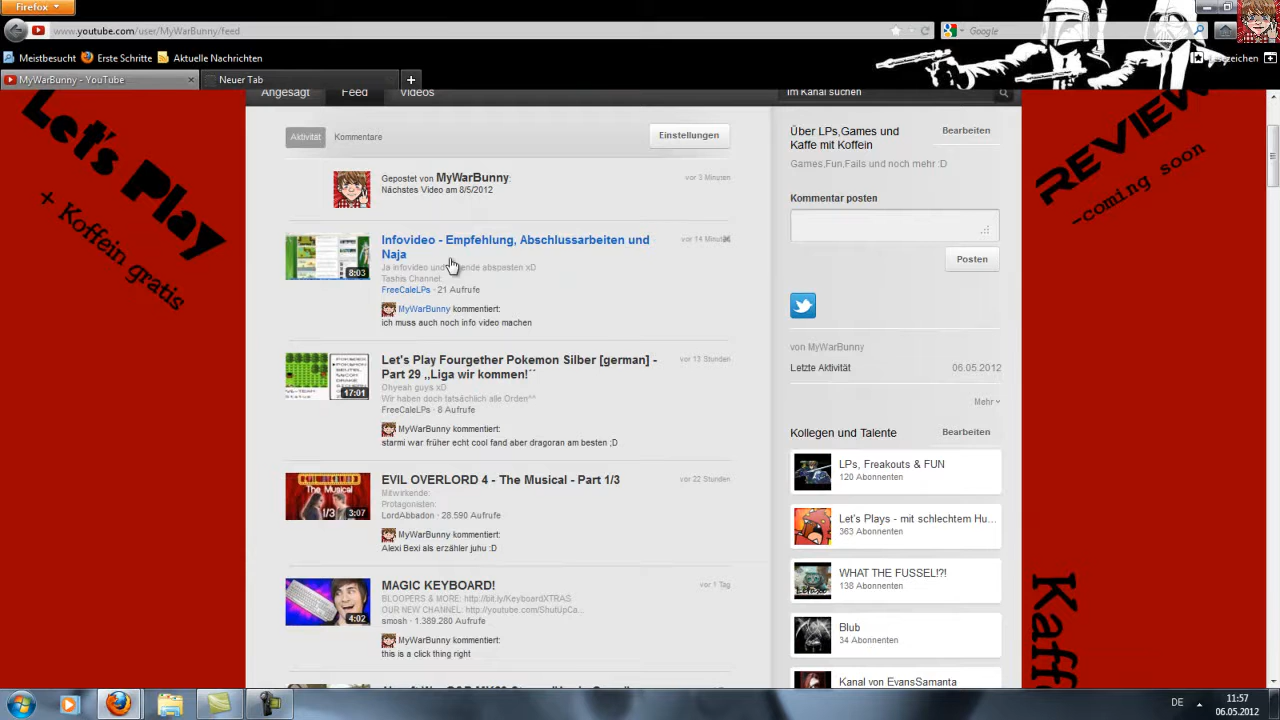 Firefox
www.youtube.com/user/MyWarBunny/feed
Google
Meistbesucht
Erste Schritte
Aktuelle Nachrichten
Lesezeichen
MyWarBunny - YouTube
Neuer Tab
Angesagt
Feed
Videos
Im Kanal suchen
Let's Play
+ Koffein gratis
REVIEW
-coming soon
Aktivität
Kommentare
Einstellungen
Gepostet von MyWarBunny:
vor 3 Minuten
Nächstes Video am 8/5/2012
Infovideo - Empfehlung, Abschlussarbeiten und
Naja
vor 14 Minuten
8:03
Tashis Channel:
FreeCaleLPs · 21 Aufrufe
MyWarBunny kommentiert:
ich muss auch noch info video machen
Let's Play Fourgether Pokemon Silber [german] -
Part 29 ,,Liga wir kommen!´´
vor 13 Stunden
17:01
Ohyeah guys xD
Wir haben doch tatsächlich alle Orden^^
FreeCaleLPs · 8 Aufrufe
MyWarBunny kommentiert:
starmi war früher echt cool fand aber dragoran am besten ;D
EVIL OVERLORD 4 - The Musical - Part 1/3
vor 22 Stunden
EVIL OVERLORD
The Musical
1/3
3:07
Mitwirkende:
Protagonisten:
LordAbbadon · 28.590 Aufrufe
MyWarBunny kommentiert:
Alexi Bexi als erzähler juhu :D
MAGIC KEYBOARD!
vor 1 Tag
4:02
BLOOPERS & MORE: http://bit.ly/KeyboardXTRAS
OUR NEW CHANNEL: http://youtube.com/ShutUpCa...
smosh · 1.389.280 Aufrufe
MyWarBunny kommentiert:
this is a click thing right
Über LPs,Games und
Kaffe mit Koffein
Bearbeiten
Games,Fun,Fails und noch mehr :D
Kommentar posten
Posten
von MyWarBunny
Letzte Aktivität
06.05.2012
Mehr
Kollegen und Talente
Bearbeiten
LPs, Freakouts & FUN
120 Abonnenten
Let's Plays - mit schlechtem Hu...
363 Abonnenten
WHAT THE FUSSEL!?!
138 Abonnenten
Blub
34 Abonnenten
Kanal von EvansSamanta
Kaff
DE
11:57
06.05.2012